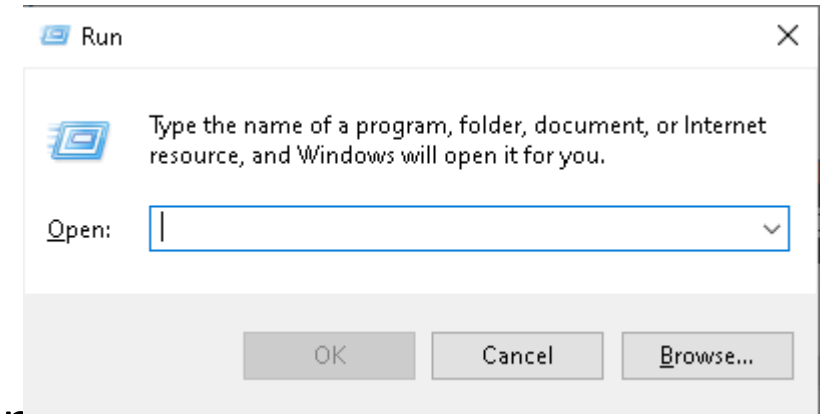 Run
Type the name of a program, folder, document, or Internet
resource, and Windows will open it for you.
Open:
OK
Cancel
Browse...